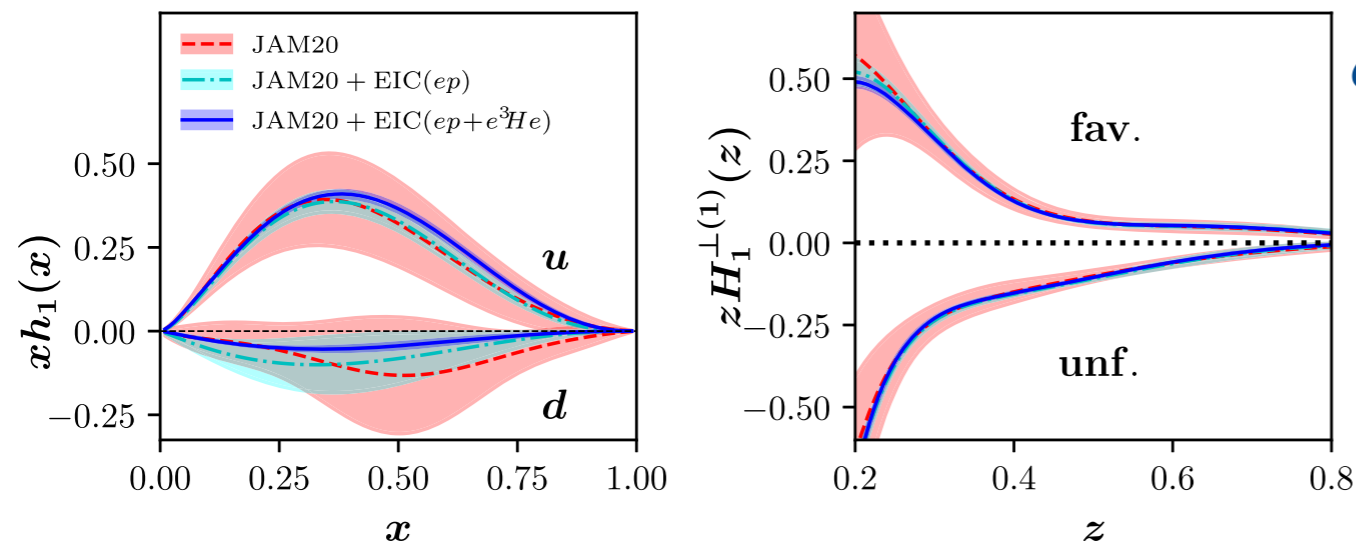 JAM20
JAM20 + EIC(ep)
JAM20 + EIC(ep+e³He)
xh₁(x)
0.50
0.25
0.00
−0.25
u
d
0.00 0.25 0.50 0.75 1.00
x
zH₁^⊥(1)(z)
0.50
0.25
0.00
−0.25
−0.50
fav.
unf.
0.2 0.4 0.6 0.8
z